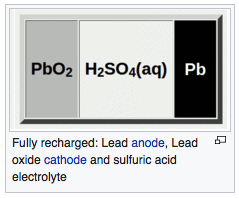 PbO₂ H₂SO₄(aq) Pb
Fully recharged: Lead anode, Lead
oxide cathode and sulfuric acid
electrolyte